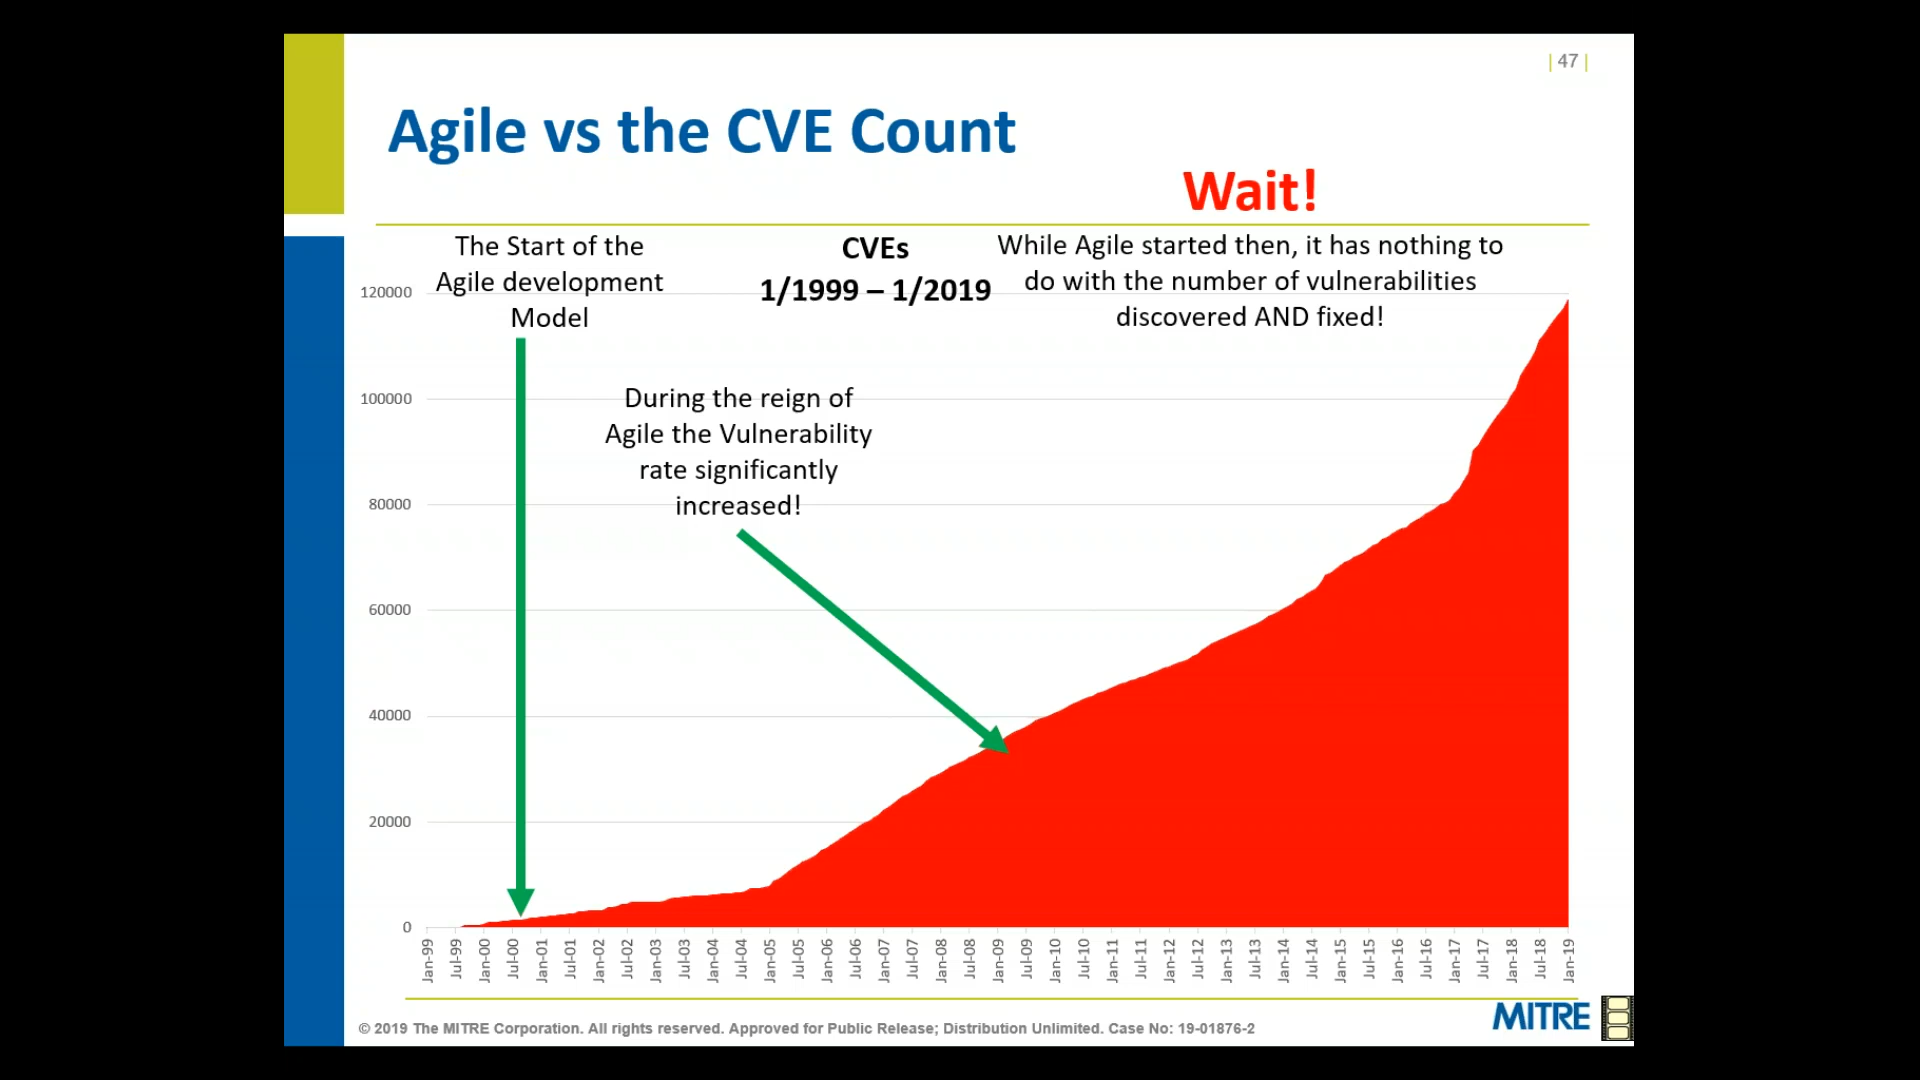 | 47 |
Agile vs the CVE Count
Wait!
The Start of the
Agile development
Model
CVEs
1/1999 – 1/2019
While Agile started then, it has nothing to
do with the number of vulnerabilities
discovered AND fixed!
During the reign of
Agile the Vulnerability
rate significantly
increased!
120000
100000
80000
60000
40000
20000
0
Jan-99
Jul-99
Jan-00
Jul-00
Jan-01
Jul-01
Jan-02
Jul-02
Jan-03
Jul-03
Jan-04
Jul-04
Jan-05
Jul-05
Jan-06
Jul-06
Jan-07
Jul-07
Jan-08
Jul-08
Jan-09
Jul-09
Jan-10
Jul-10
Jan-11
Jul-11
Jan-12
Jul-12
Jan-13
Jul-13
Jan-14
Jul-14
Jan-15
Jul-15
Jan-16
Jul-16
Jan-17
Jul-17
Jan-18
Jul-18
Jan-19
© 2019 The MITRE Corporation. All rights reserved. Approved for Public Release; Distribution Unlimited. Case No: 19-01876-2
MITRE